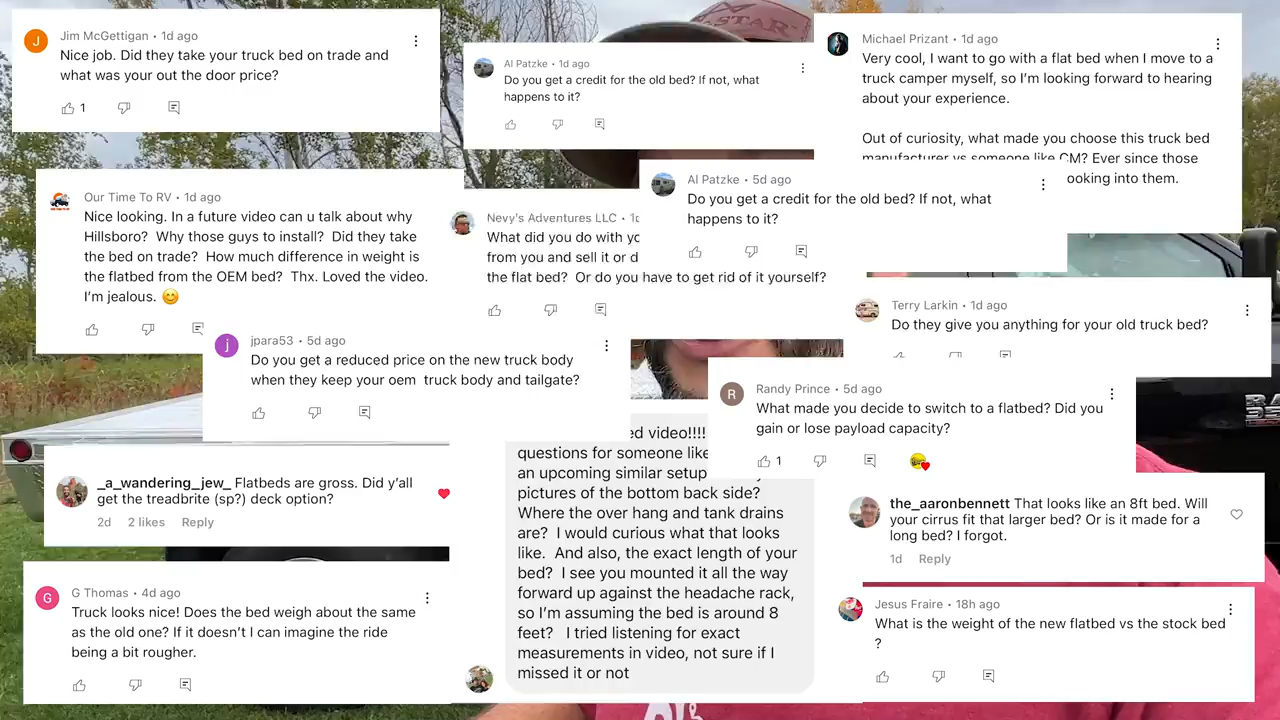 Jim McGettigan • 1d ago
Nice job. Did they take your truck bed on trade and
what was your out the door price?
1
Al Patzke • 1d ago
Do you get a credit for the old bed? If not, what
happens to it?
STAR
Michael Prizant • 1d ago
Very cool, I want to go with a flat bed when I move to a
truck camper myself, so I'm looking forward to hearing
about your experience.
Out of curiosity, what made you choose this truck bed
manufacturer vs someone like CM? Ever since those
ooking into them.
Our Time To RV • 1d ago
Nice looking. In a future video can u talk about why
Hillsboro? Why those guys to install? Did they take
the bed on trade? How much difference in weight is
the flatbed from the OEM bed? Thx. Loved the video.
I'm jealous. 😊
Nevy's Adventures LLC • 1d
What did you do with yo
from you and sell it or d
the flat bed? Or do you have to get rid of it yourself?
Al Patzke • 5d ago
Do you get a credit for the old bed? If not, what
happens to it?
Terry Larkin • 1d ago
Do they give you anything for your old truck bed?
j
jpara53 • 5d ago
Do you get a reduced price on the new truck body
when they keep your oem truck body and tailgate?
R
Randy Prince • 5d ago
What made you decide to switch to a flatbed? Did you
gain or lose payload capacity?
1
_a_wandering_jew_ Flatbeds are gross. Did y'all
get the treadbrite (sp?) deck option?
2d 2 likes Reply
ed video!!!!
questions for someone like
an upcoming similar setup
pictures of the bottom back side?
Where the over hang and tank drains
are? I would curious what that looks
like. And also, the exact length of your
bed? I see you mounted it all the way
forward up against the headache rack,
so I'm assuming the bed is around 8
feet? I tried listening for exact
measurements in video, not sure if I
missed it or not
the_aaronbennett That looks like an 8ft bed. Will
your cirrus fit that larger bed? Or is it made for a
long bed? I forgot.
1d Reply
G
G Thomas • 4d ago
Truck looks nice! Does the bed weigh about the same
as the old one? If it doesn't I can imagine the ride
being a bit rougher.
Jesus Fraire • 18h ago
What is the weight of the new flatbed vs the stock bed
?